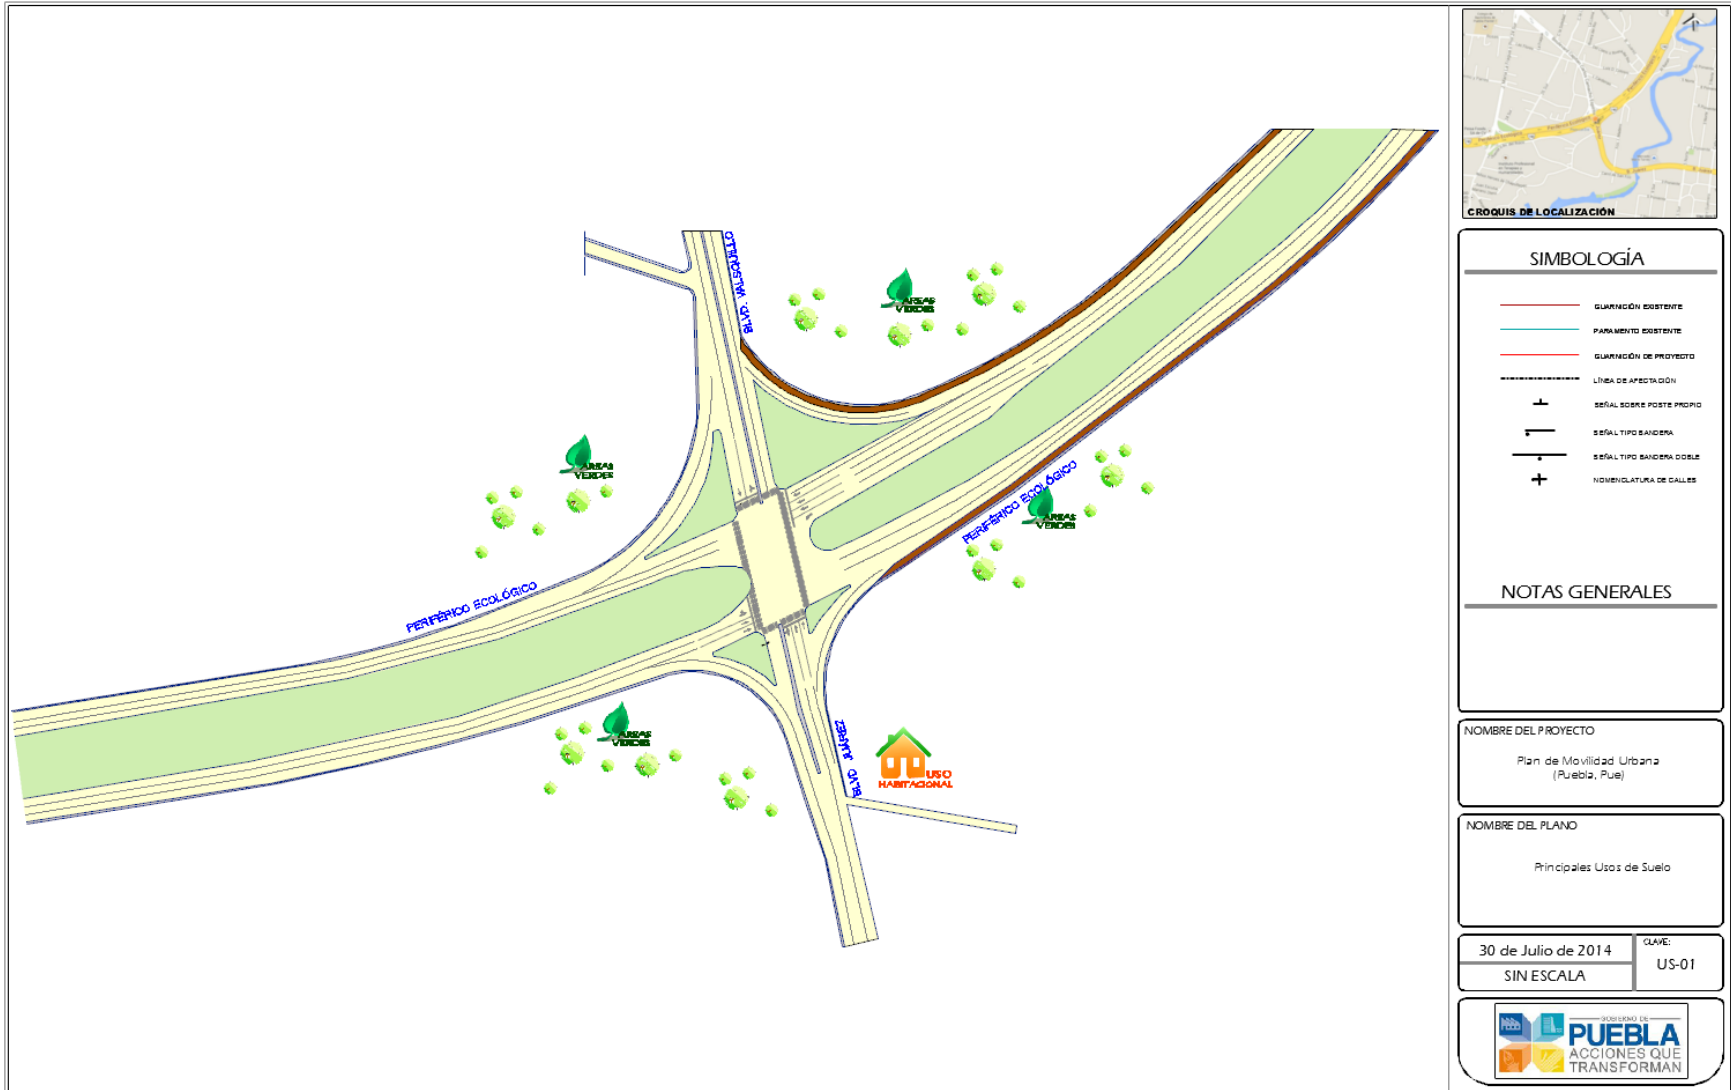 BLVD. VALSQUILLO
AREAS
VERDES
AREAS
VERDES
PERIFÉRICO ECOLÓGICO
AREAS
VERDES
PERIFÉRICO ECOLÓGICO
AREAS
VERDES
BLVD JUÁREZ
USO
HABITACIONAL
CROQUIS DE LOCALIZACIÓN
SIMBOLOGÍA
GUARNICIÓN EXISTENTE
PARAMENTO EXISTENTE
GUARNICIÓN DE PROYECTO
LÍNEA DE AFECTACIÓN
SEÑAL SOBRE POSTE PROPIO
SEÑAL TIPO BANDERA
SEÑAL TIPO BANDERA DOBLE
NOMENCLATURA DE CALLES
NOTAS GENERALES
NOMBRE DEL PROYECTO
Plan de Movilidad Urbana
(Puebla, Pue)
NOMBRE DEL PLANO
Principales Usos de Suelo
30 de Julio de 2014
SIN ESCALA
CLAVE:
US-01
GOBIERNO DE
PUEBLA
ACCIONES QUE
TRANSFORMAN